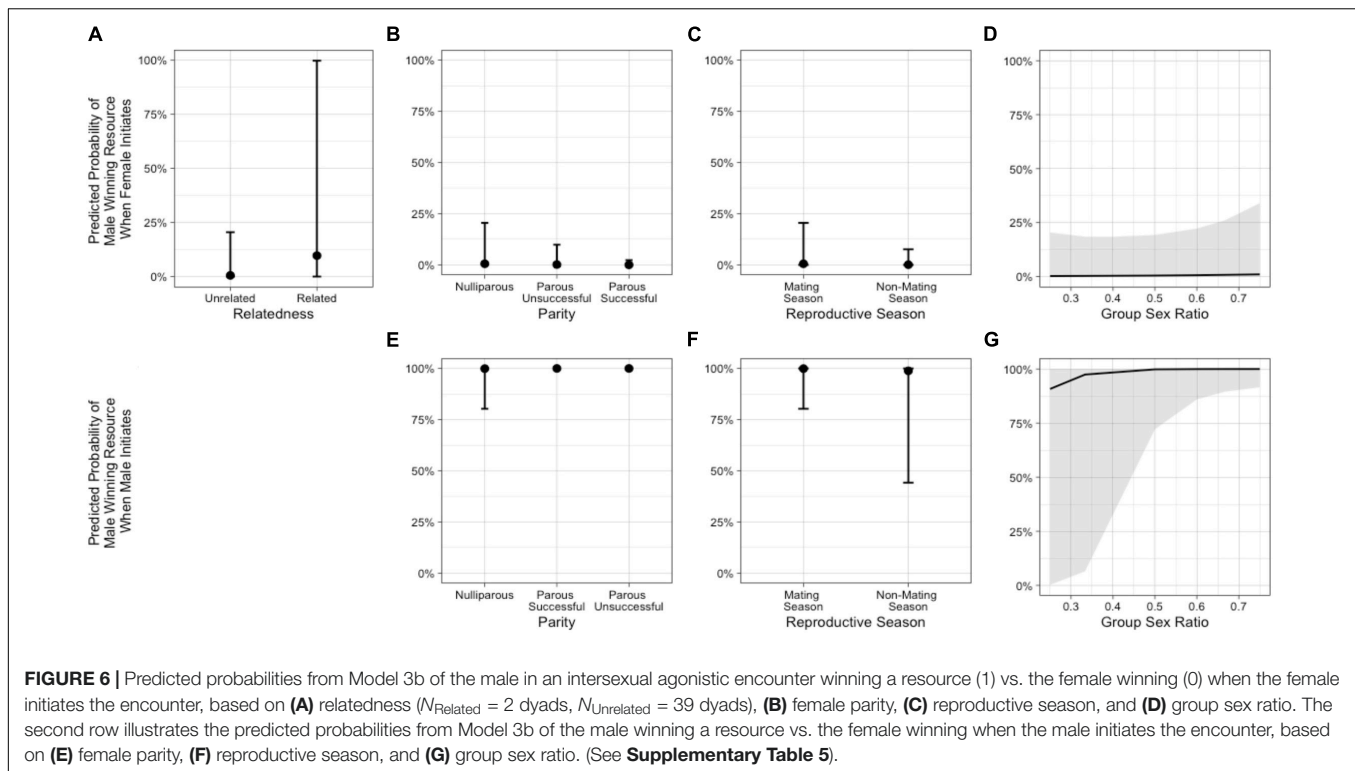 A
B
C
D
Predicted Probability of
Male Winning Resource
When Female Initiates
100%
75%
50%
25%
0%
Unrelated
Related
Relatedness
100%
75%
50%
25%
0%
Nulliparous
Parous
Unsuccessful
Parous
Successful
Parity
100%
75%
50%
25%
0%
Mating
Season
Non-Mating
Season
Reproductive Season
100%
75%
50%
25%
0%
0.3
0.4
0.5
0.6
0.7
Group Sex Ratio
E
F
G
Predicted Probability of
Male Winning Resource
When Male Initiates
100%
75%
50%
25%
0%
Nulliparous
Parous
Successful
Parous
Unsuccessful
Parity
100%
75%
50%
25%
0%
Mating
Season
Non-Mating
Season
Reproductive Season
100%
75%
50%
25%
0%
0.3
0.4
0.5
0.6
0.7
Group Sex Ratio
FIGURE 6 | Predicted probabilities from Model 3b of the male in an intersexual agonistic encounter winning a resource (1) vs. the female winning (0) when the female
initiates the encounter, based on (A) relatedness (NRelated = 2 dyads, NUnrelated = 39 dyads), (B) female parity, (C) reproductive season, and (D) group sex ratio. The
second row illustrates the predicted probabilities from Model 3b of the male winning a resource vs. the female winning when the male initiates the encounter, based
on (E) female parity, (F) reproductive season, and (G) group sex ratio. (See Supplementary Table 5).